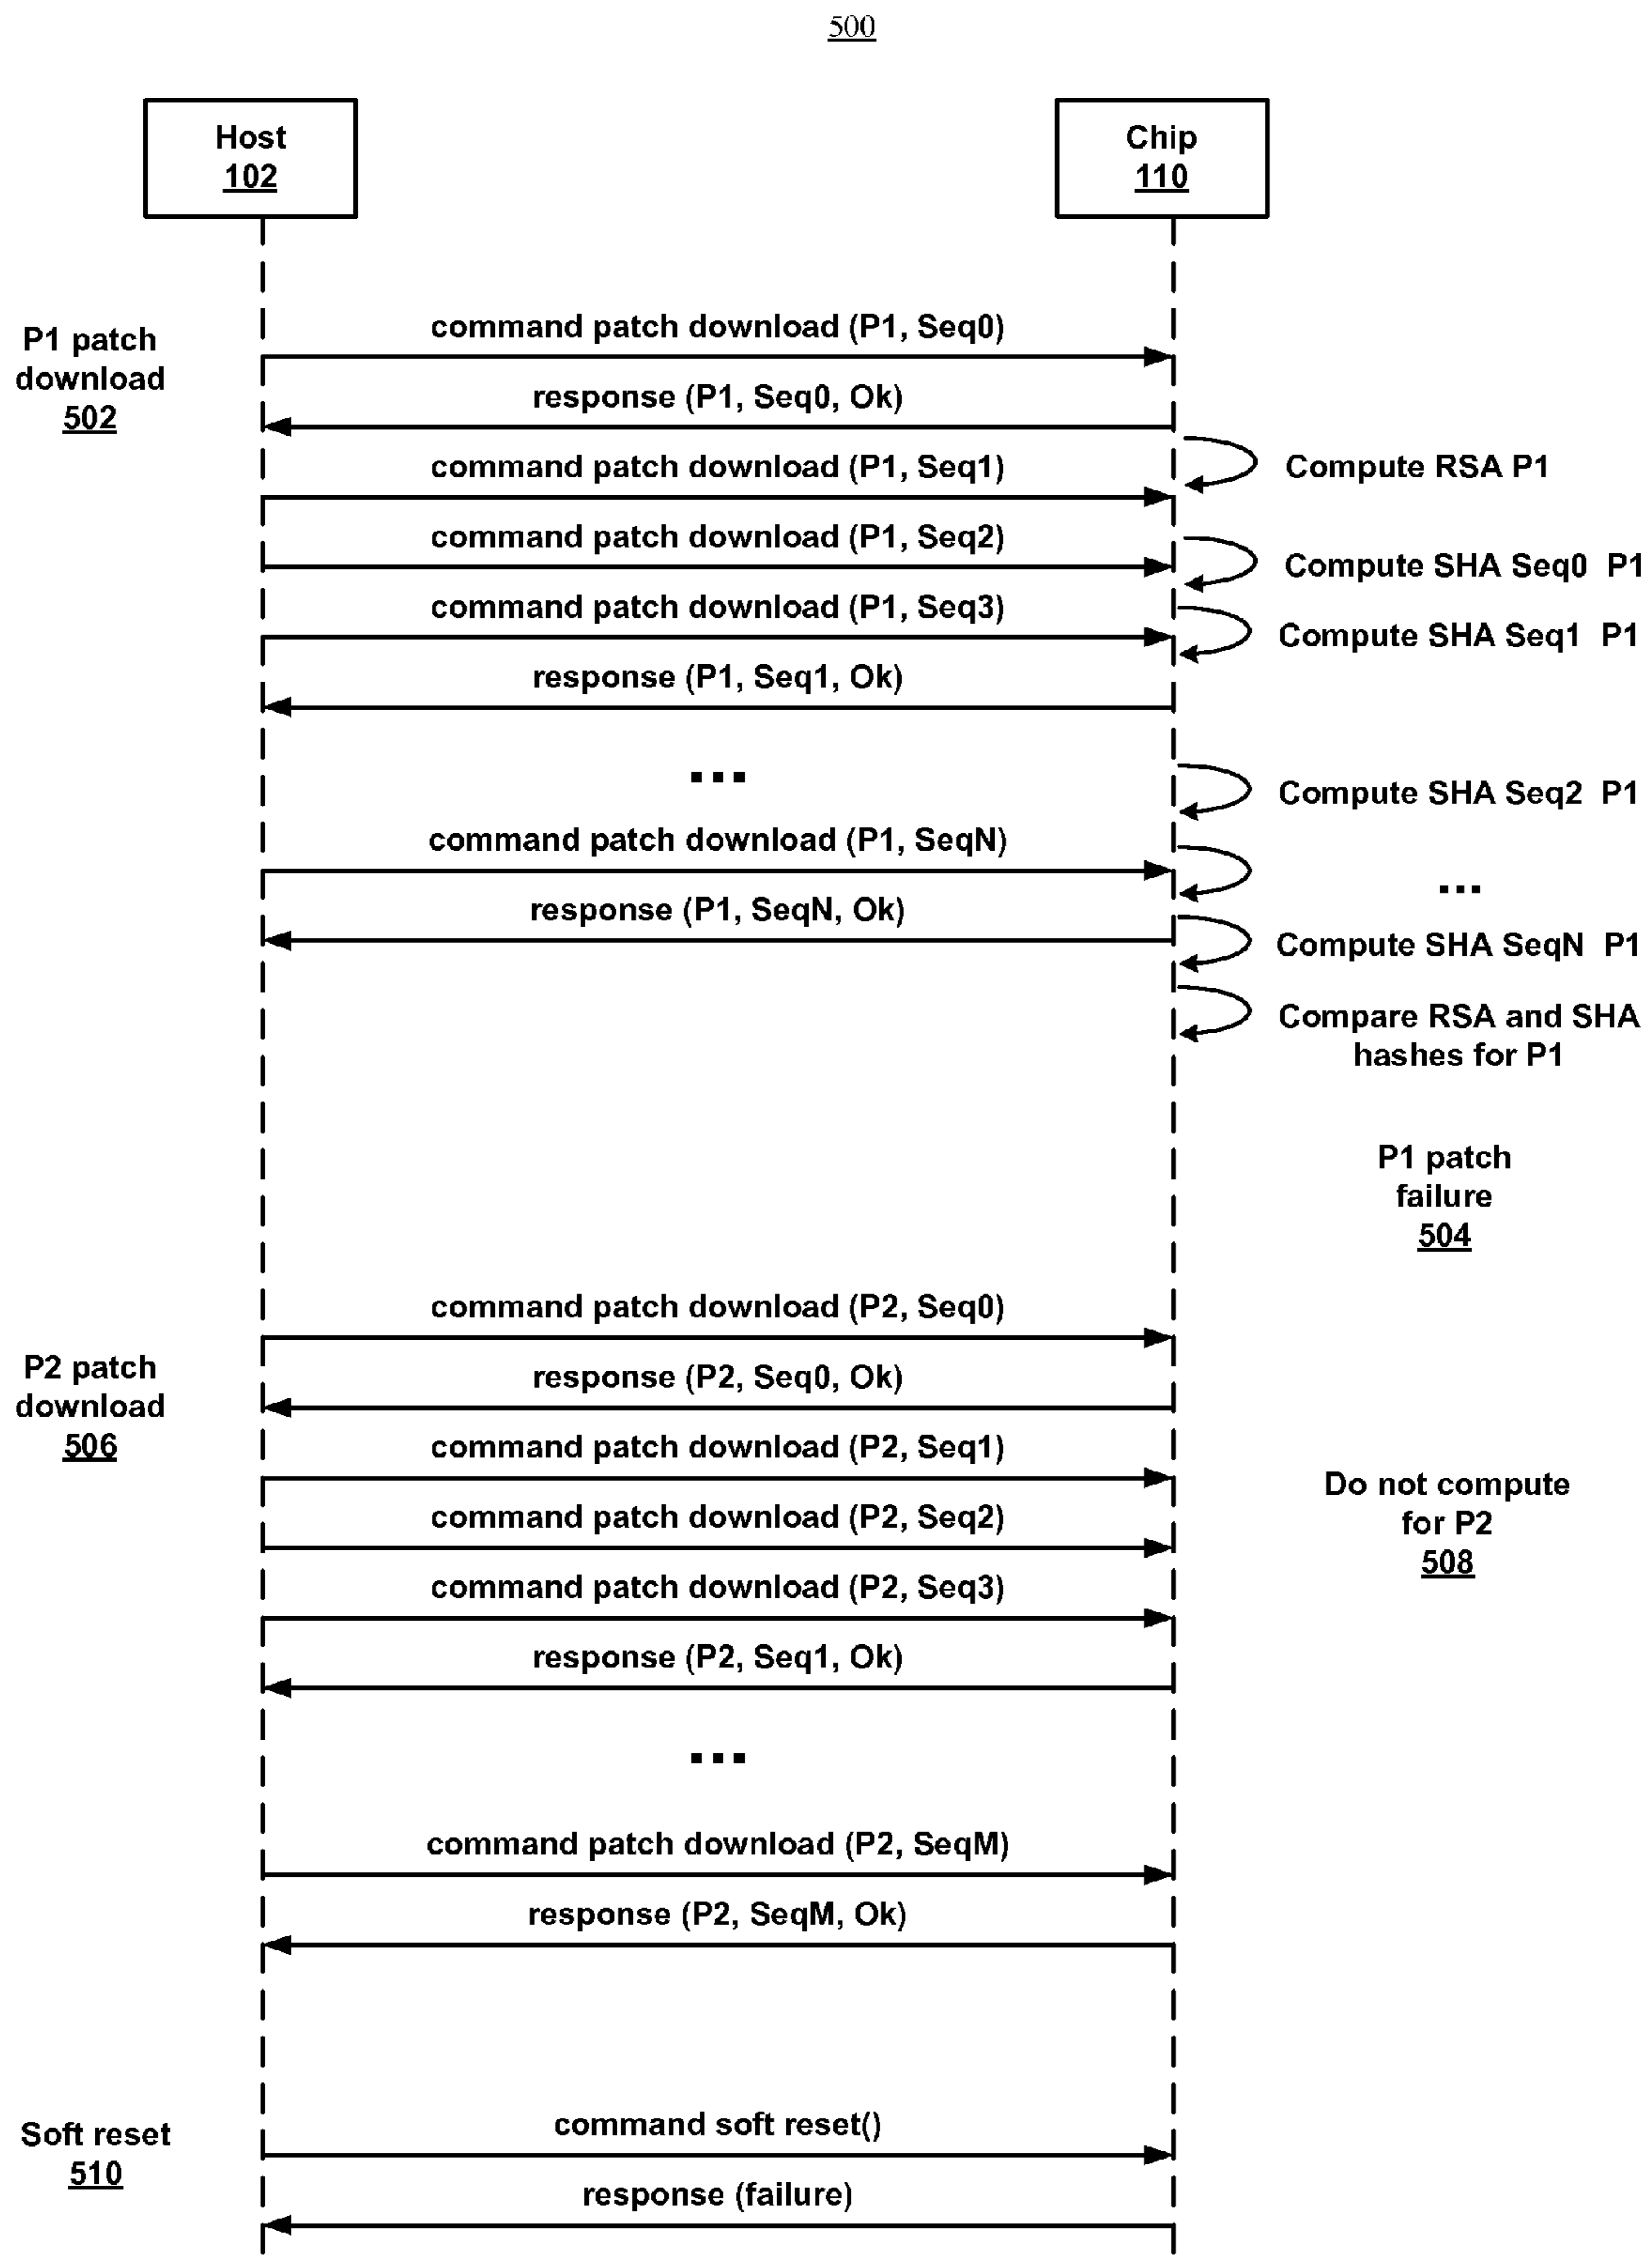 500
Host
102
Chip
110
P1 patch
download
502
command patch download (P1, Seq0)
response (P1, Seq0, Ok)
command patch download (P1, Seq1)
Compute RSA P1
command patch download (P1, Seq2)
Compute SHA Seq0 P1
command patch download (P1, Seq3)
Compute SHA Seq1 P1
response (P1, Seq1, Ok)
...
Compute SHA Seq2 P1
command patch download (P1, SeqN)
...
response (P1, SeqN, Ok)
Compute SHA SeqN P1
Compare RSA and SHA
hashes for P1
P1 patch
failure
504
command patch download (P2, Seq0)
P2 patch
download
506
response (P2, Seq0, Ok)
command patch download (P2, Seq1)
Do not compute
for P2
508
command patch download (P2, Seq2)
command patch download (P2, Seq3)
response (P2, Seq1, Ok)
...
command patch download (P2, SeqM)
response (P2, SeqM, Ok)
Soft reset
510
command soft reset()
response (failure)